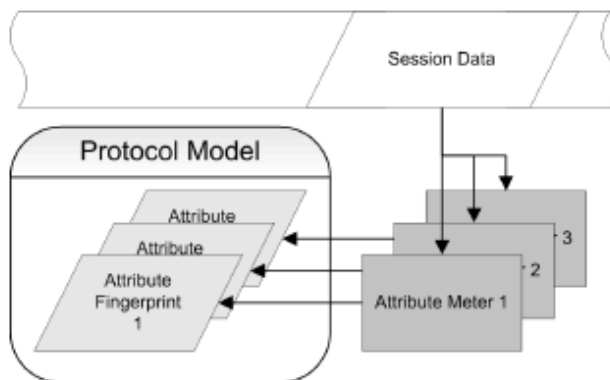 Session Data
Protocol Model
Attribute
Attribute
Attribute
Fingerprint
1
3
2
Attribute Meter 1